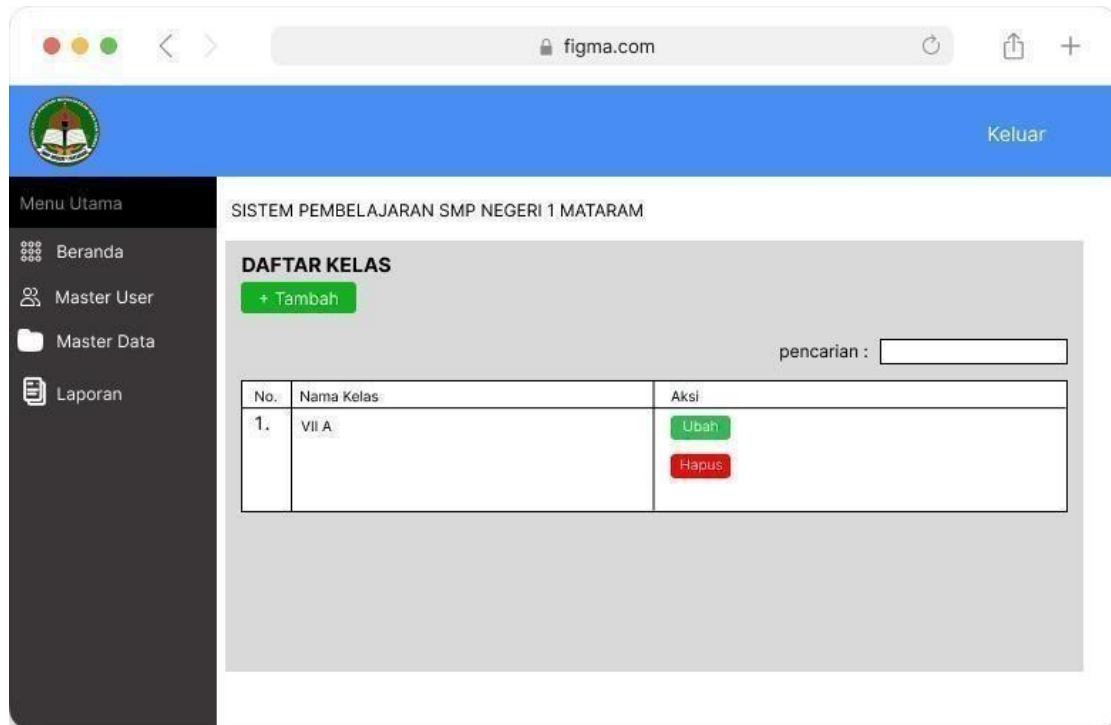 figma.com
Keluar
Menu Utama
Beranda
Master User
Master Data
Laporan
SISTEM PEMBELAJARAN SMP NEGERI 1 MATARAM
DAFTAR KELAS
+ Tambah
pencarian :
No. Nama Kelas Aksi
1. VII A Ubah
Hapus